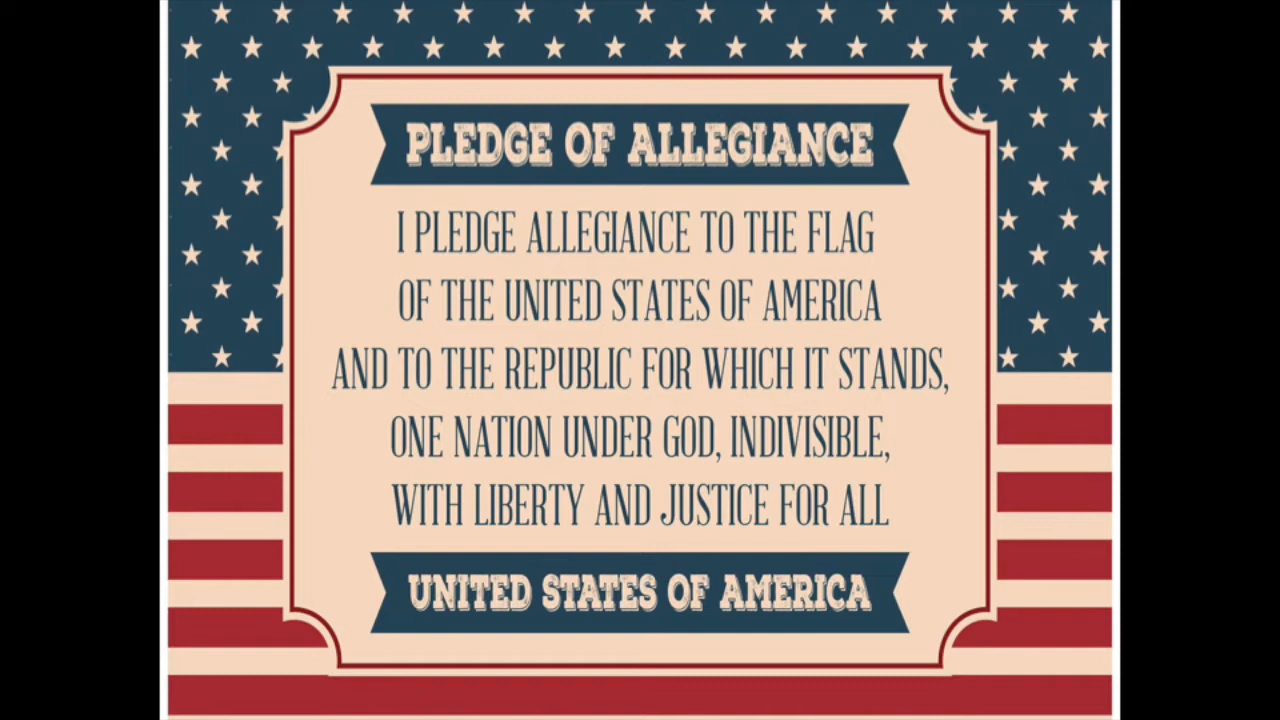 PLEDGE OF ALLEGIANCE
I PLEDGE ALLEGIANCE TO THE FLAG
OF THE UNITED STATES OF AMERICA
AND TO THE REPUBLIC FOR WHICH IT STANDS,
ONE NATION UNDER GOD, INDIVISIBLE,
WITH LIBERTY AND JUSTICE FOR ALL
UNITED STATES OF AMERICA